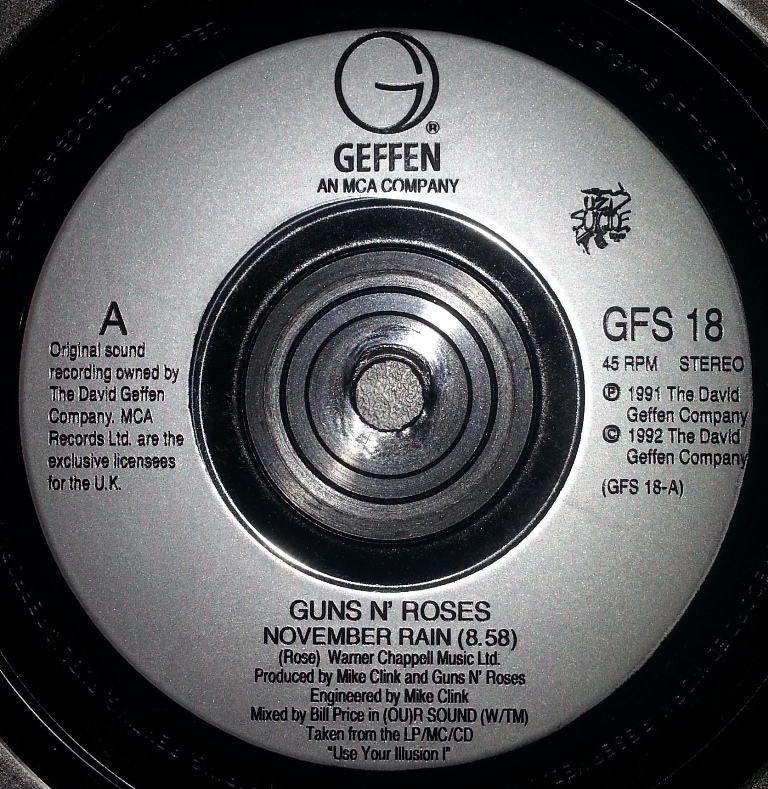 GEFFEN
AN MCA COMPANY
UZI
SUICIDE
A
Original sound
recording owned by
The David Geffen
Company. MCA
Records Ltd. are the
exclusive licensees
for the U.K.
GFS 18
45 RPM STEREO
℗ 1991 The David
Geffen Company
© 1992 The David
Geffen Company
(GFS 18-A)
GUNS N' ROSES
NOVEMBER RAIN (8.58)
(Rose) Warner Chappell Music Ltd.
Produced by Mike Clink and Guns N' Roses
Engineered by Mike Clink
Mixed by Bill Price in (OU)R SOUND (W/TM)
Taken from the LP/MC/CD
"Use Your Illusion I"